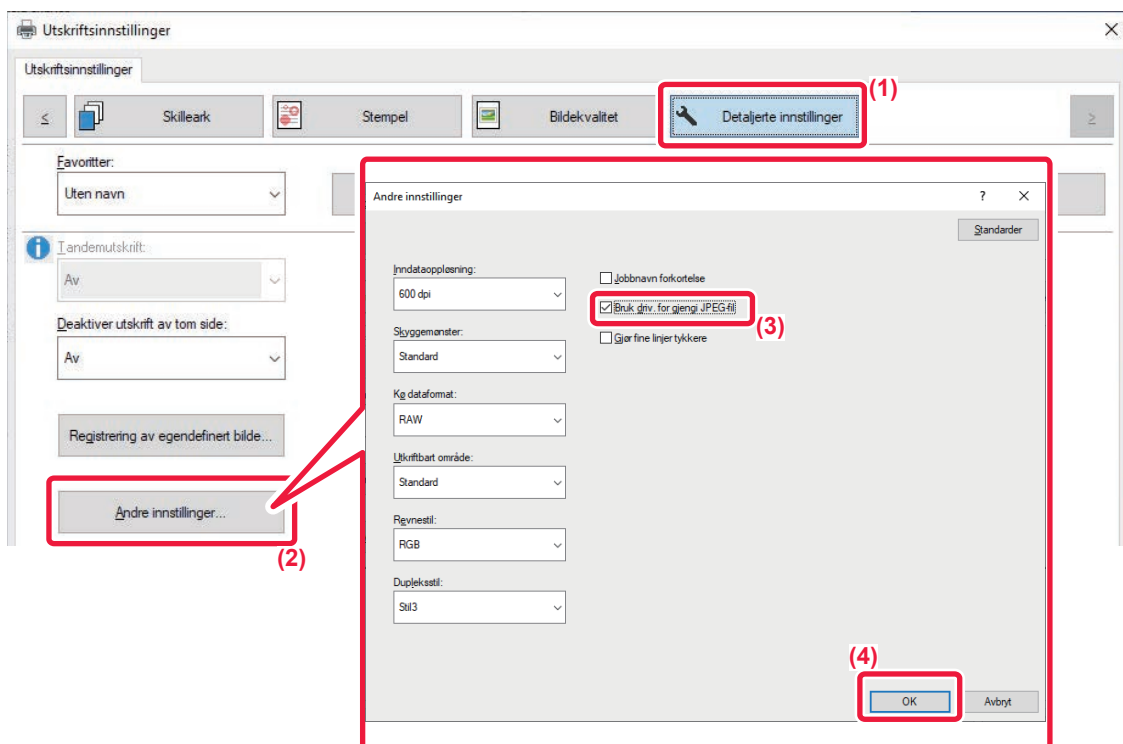 Utskriftsinnstillinger
Utskriftsinnstillinger
(1)
< Skilleark Stempel Bildekvalitet Detaljerte innstillinger >
Favoritter:
Uten navn
Andre innstillinger ? ×
Standarder
Tandemutskrift:
Av
Deaktiver utskrift av tom side:
Av
Registrering av egendefinert bilde...
Andre innstillinger...
(2)
Inndataoppløsning:
600 dpi
Skyggemønster:
Standard
Kø dataformat:
RAW
Utkriftbart område:
Standard
Revnestil:
RGB
Dupleksstil:
Stil3
Jobbnavn forkortelse
Bruk driv. for gjengi JPEG-fil
(3)
Gjør fine linjer tykkere
(4)
OK Avbryt